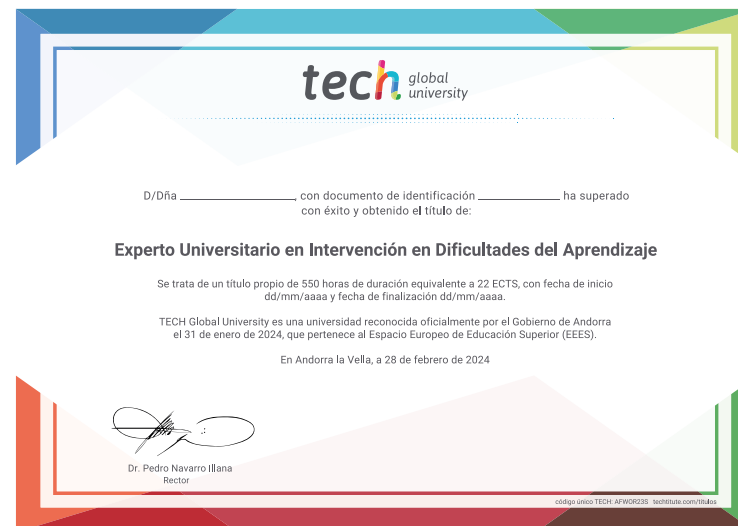 tech global university
D/Dña ____________, con documento de identificación ____________ ha superado
con éxito y obtenido el título de:
Experto Universitario en Intervención en Dificultades del Aprendizaje
Se trata de un título propio de 550 horas de duración equivalente a 22 ECTS, con fecha de inicio
dd/mm/aaaa y fecha de finalización dd/mm/aaaa.
TECH Global University es una universidad reconocida oficialmente por el Gobierno de Andorra
el 31 de enero de 2024, que pertenece al Espacio Europeo de Educación Superior (EEES).
En Andorra la Vella, a 28 de febrero de 2024
Dr. Pedro Navarro Illana
Rector
código único TECH: AFWOR23S techtitute.com/titulos